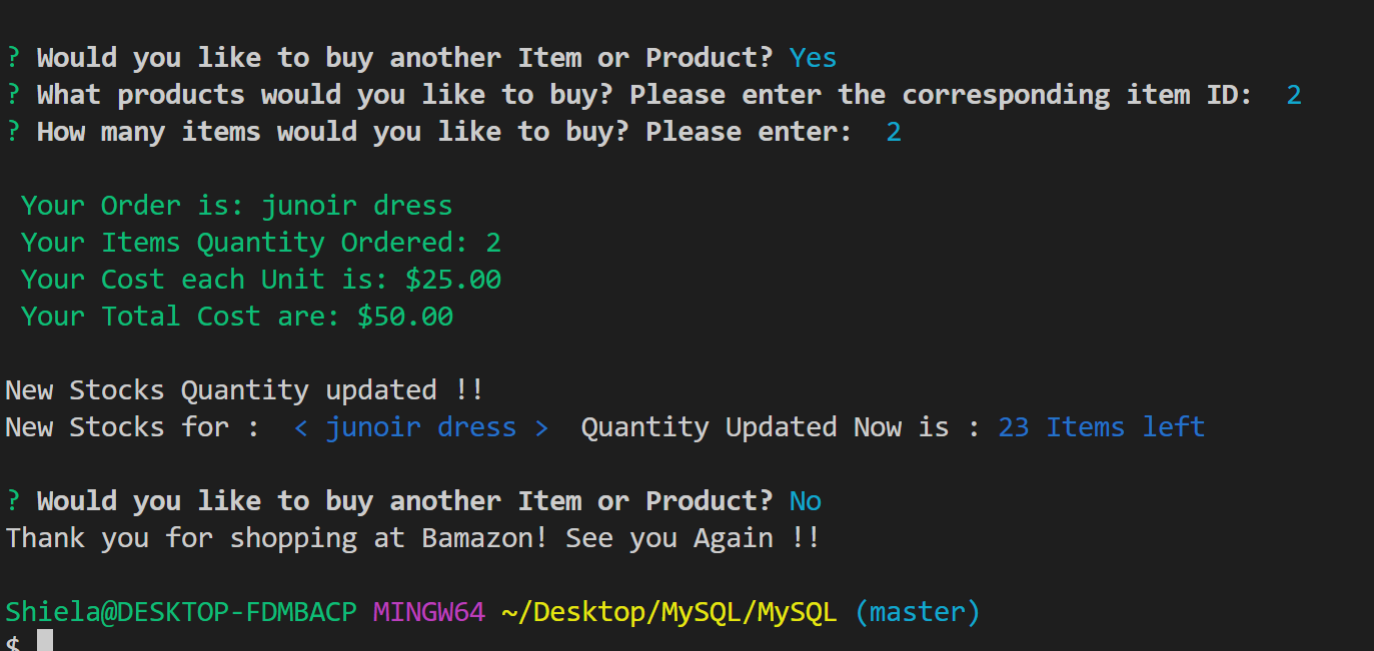 ? Would you like to buy another Item or Product? Yes
? What products would you like to buy? Please enter the corresponding item ID:  2
? How many items would you like to buy? Please enter:  2
Your Order is: junoir dress
Your Items Quantity Ordered: 2
Your Cost each Unit is: $25.00
Your Total Cost are: $50.00
New Stocks Quantity updated !!
New Stocks for :  < junoir dress >  Quantity Updated Now is : 23 Items left
? Would you like to buy another Item or Product? No
Thank you for shopping at Bamazon! See you Again !!
Shiela@DESKTOP-FDMBACP MINGW64 ~/Desktop/MySQL/MySQL (master)
$